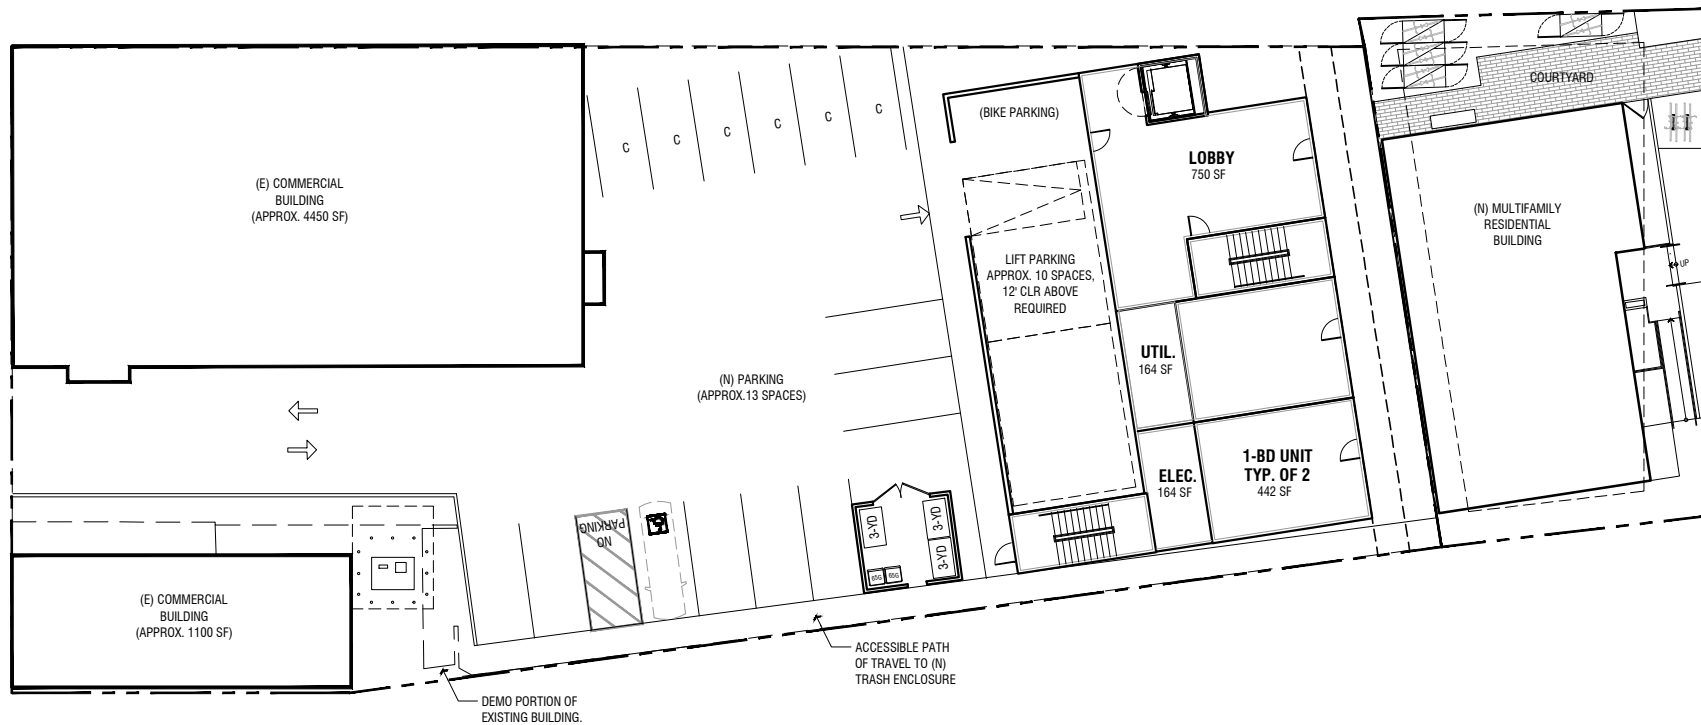 (E) COMMERCIAL
BUILDING
(APPROX. 4450 SF)
C
C
C
C
C
C
(BIKE PARKING)
LOBBY
750 SF
COURTYARD
(N) MULTIFAMILY
RESIDENTIAL
BUILDING
UP
LIFT PARKING
APPROX. 10 SPACES,
12' CLR ABOVE
REQUIRED
UTIL.
164 SF
(N) PARKING
(APPROX.13 SPACES)
1-BD UNIT
TYP. OF 2
442 SF
ELEC.
164 SF
NO
PARKING
3-YD
3-YD
3-YD
65G
65G
(E) COMMERCIAL
BUILDING
(APPROX. 1100 SF)
ACCESSIBLE PATH
OF TRAVEL TO (N)
TRASH ENCLOSURE
DEMO PORTION OF
EXISTING BUILDING.